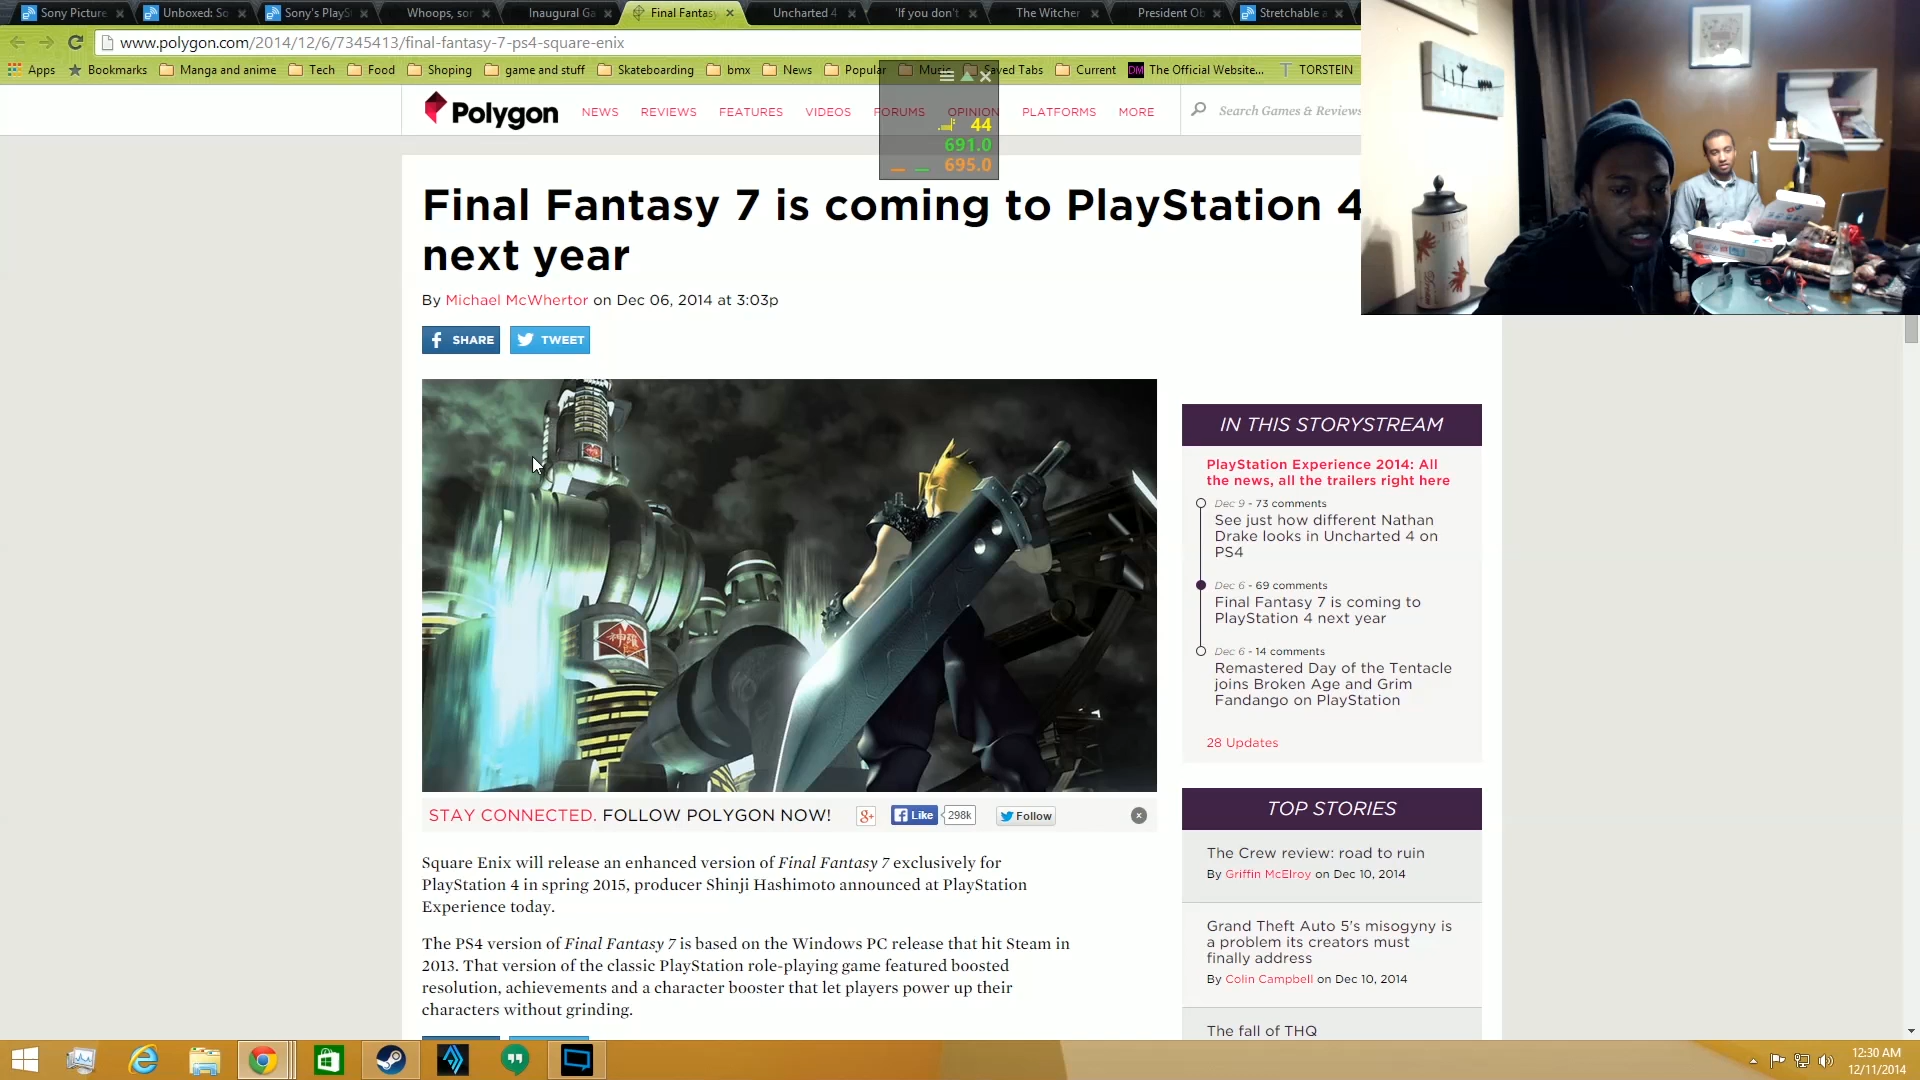 Sony Picture
Unboxed: So
Sony's PlaySt
Whoops, sor
Inaugural Ga
Final Fantasy
Uncharted 4
'If you don't
The Witcher
President Ob
Stretchable a
www.polygon.com/2014/12/6/7345413/final-fantasy-7-ps4-square-enix
Apps
Bookmarks
Manga and anime
Tech
Food
Shoping
game and stuff
Skateboarding
bmx
News
Popular
Music
Saved Tabs
Current
DM
The Official Website...
TORSTEIN
Polygon
NEWS
REVIEWS
FEATURES
VIDEOS
FORUMS
OPINION
PLATFORMS
MORE
Search Games & Reviews
44
691.0
695.0
Final Fantasy 7 is coming to PlayStation 4
next year
By Michael McWhertor on Dec 06, 2014 at 3:03p
SHARE
TWEET
IN THIS STORYSTREAM
PlayStation Experience 2014: All
the news, all the trailers right here
Dec 9 - 73 comments
See just how different Nathan
Drake looks in Uncharted 4 on
PS4
Dec 6 - 69 comments
Final Fantasy 7 is coming to
PlayStation 4 next year
Dec 6 - 14 comments
Remastered Day of the Tentacle
joins Broken Age and Grim
Fandango on PlayStation
28 Updates
神羅
STAY CONNECTED. FOLLOW POLYGON NOW!
g+
Like
298k
Follow
Square Enix will release an enhanced version of Final Fantasy 7 exclusively for
PlayStation 4 in spring 2015, producer Shinji Hashimoto announced at PlayStation
Experience today.
The PS4 version of Final Fantasy 7 is based on the Windows PC release that hit Steam in
2013. That version of the classic PlayStation role-playing game featured boosted
resolution, achievements and a character booster that let players power up their
characters without grinding.
TOP STORIES
The Crew review: road to ruin
By Griffin McElroy on Dec 10, 2014
Grand Theft Auto 5's misogyny is
a problem its creators must
finally address
By Colin Campbell on Dec 10, 2014
The fall of THQ
12:30 AM
12/11/2014